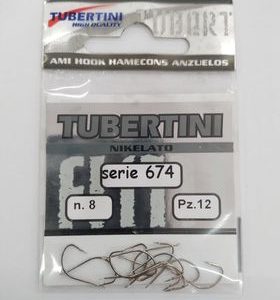 TUBERTINI
HIGH QUALITY
AMI HOOK HAMECONS ANZUELOS
TUBERTINI
NIKELATO
serie 674
n. 8
Pz.12